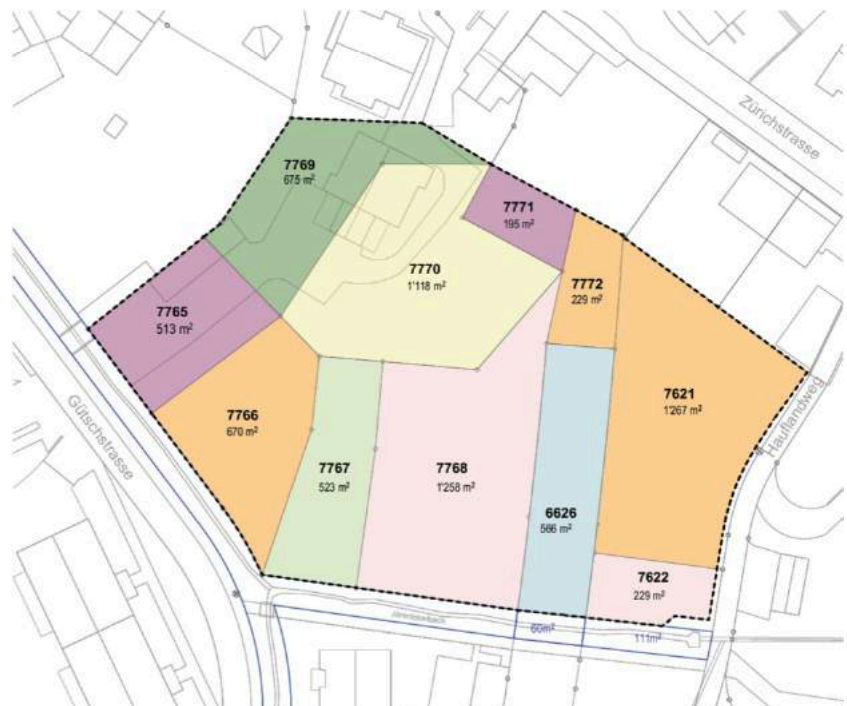 Zürichstrasse
7769
675 m²
7771
195 m²
7770
1'118 m²
7772
229 m²
7765
513 m²
7621
1'267 m²
Hauflandweg
7766
670 m²
Gütschstrasse
7767
523 m²
7768
1'258 m²
6626
566 m²
7622
229 m²
60m²
111m²